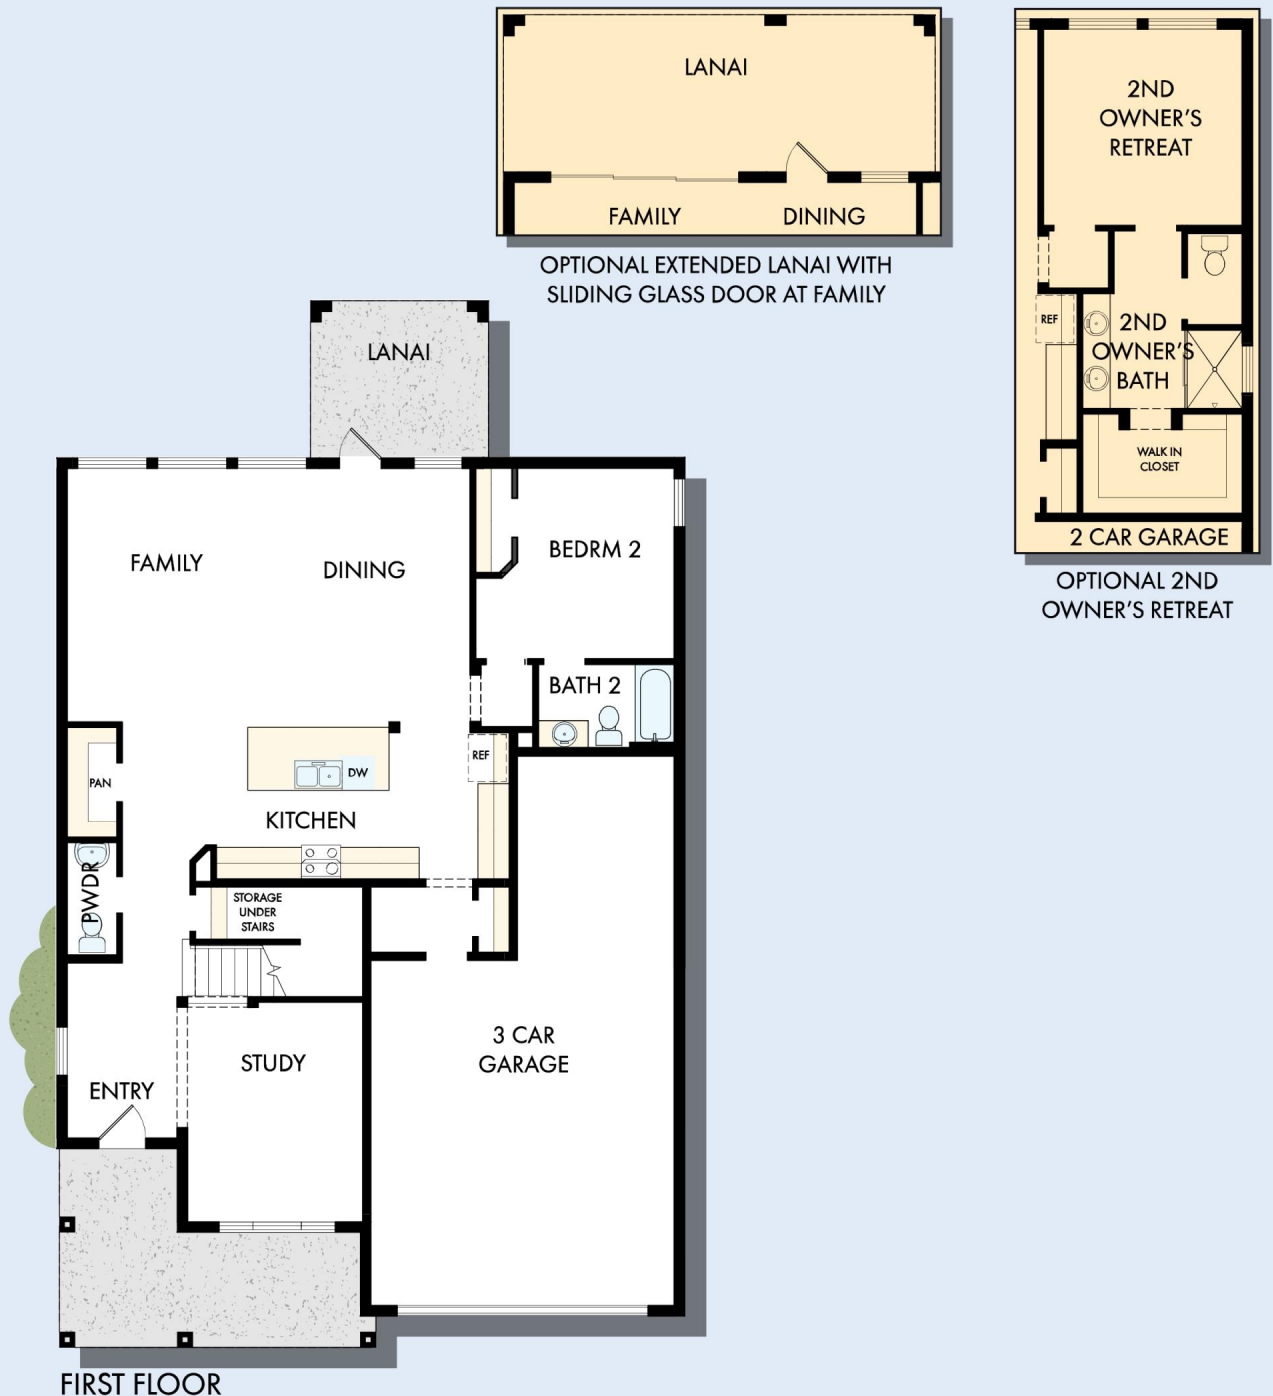 LANAI
FAMILY
DINING
OPTIONAL EXTENDED LANAI WITH
SLIDING GLASS DOOR AT FAMILY
2ND
OWNER'S
RETREAT
REF
2ND
OWNER'S
BATH
WALK IN
CLOSET
2 CAR GARAGE
OPTIONAL 2ND
OWNER'S RETREAT
LANAI
FAMILY
DINING
BEDRM 2
BATH 2
PAN
DW
REF
KITCHEN
PWDR
STORAGE
UNDER
STAIRS
3 CAR
GARAGE
STUDY
ENTRY
FIRST FLOOR